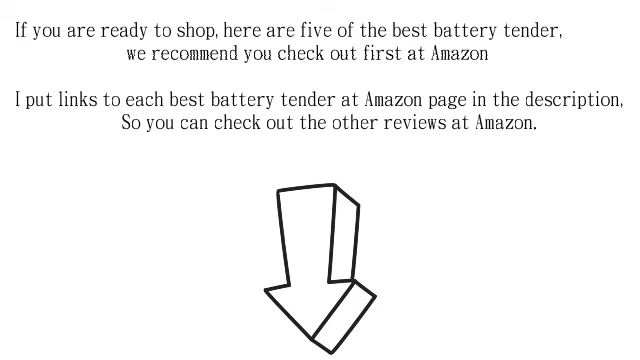 If you are ready to shop, here are five of the best battery tender,
we recommend you check out first at Amazon
I put links to each best battery tender at Amazon page in the description,
So you can check out the other reviews at Amazon.